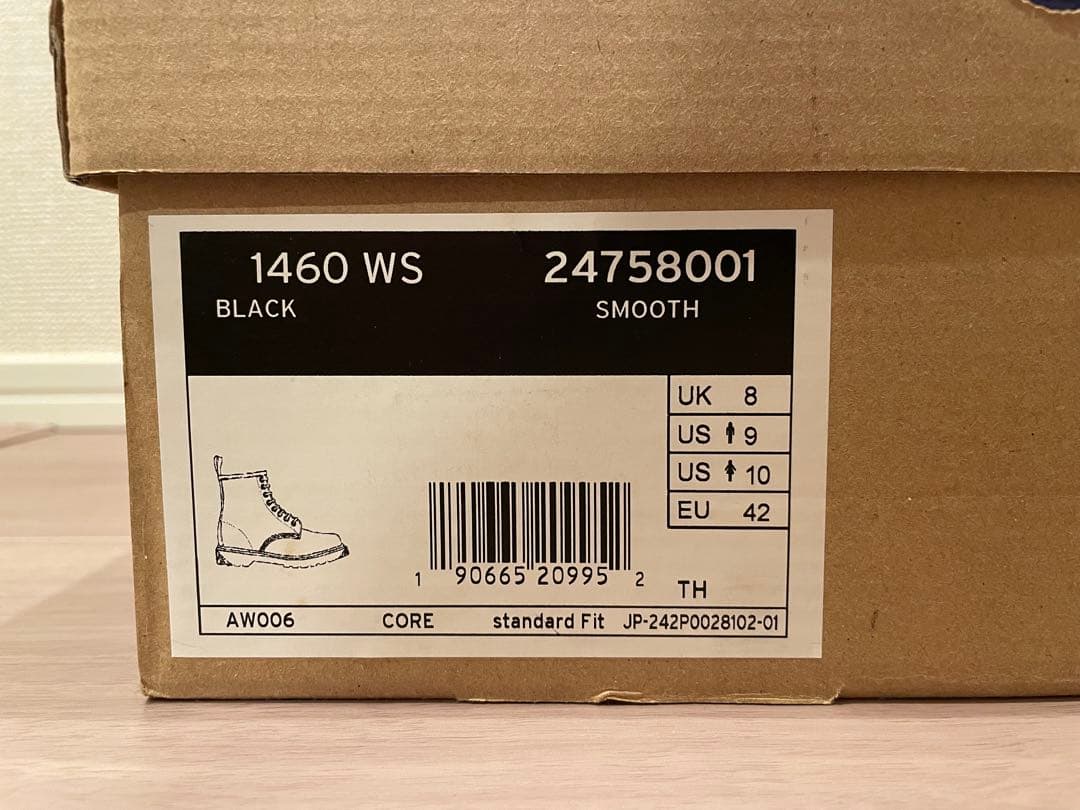 1460 WS 24758001
BLACK SMOOTH
UK 8
US 9
US 10
EU 42
1 90665 20995 2
TH
AW006 CORE standard Fit JP-242P0028102-01